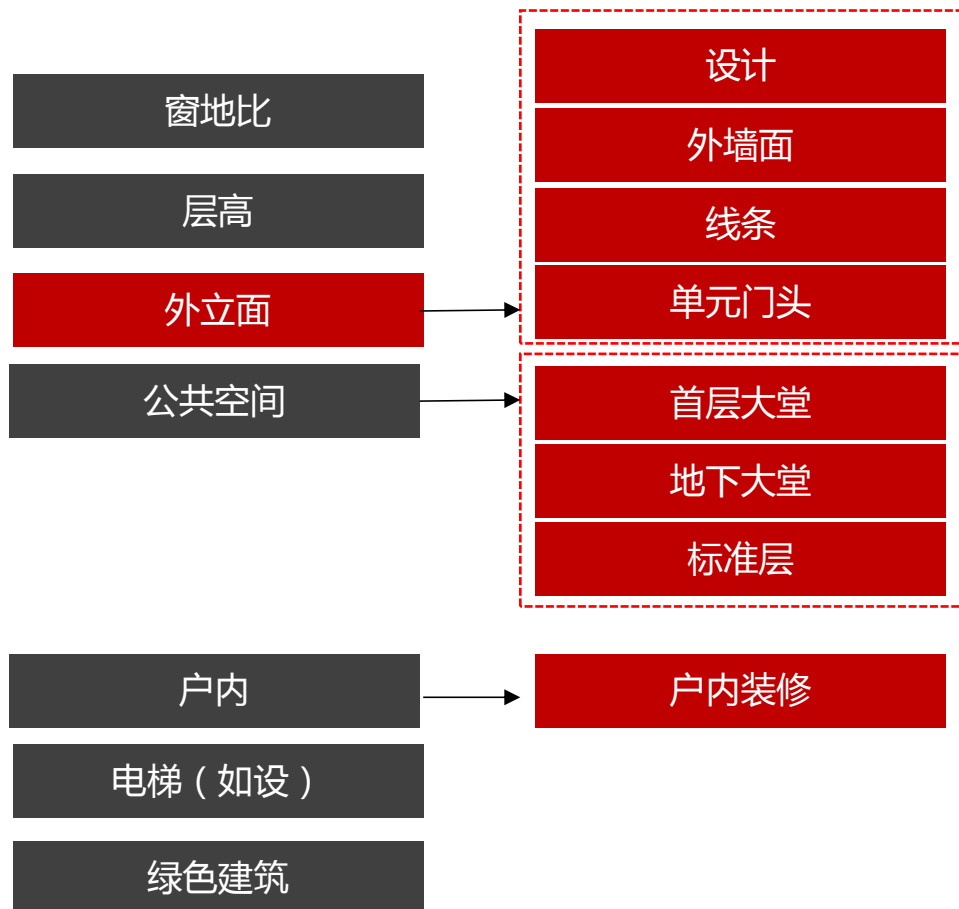 窗地比
层高
外立面
公共空间
户内
电梯（如设）
绿色建筑
设计
外墙面
线条
单元门头
首层大堂
地下大堂
标准层
户内装修